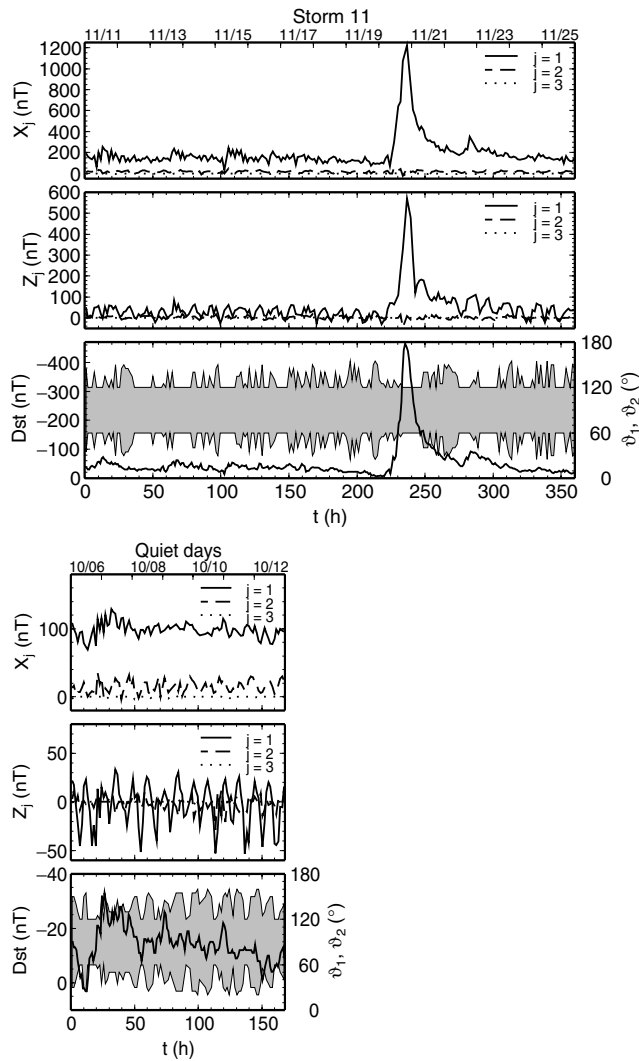 Storm 11
11/11 11/13 11/15 11/17 11/19 11/21 11/23 11/25
1200
1000
800
600
400
200
0
X_j (nT)
j = 1
j = 2
j = 3
600
500
400
300
200
100
0
Z_j (nT)
j = 1
j = 2
j = 3
−400
−300
−200
−100
0
Dst (nT)
180
120
60
0
ϑ_1, ϑ_2 (°)
0 50 100 150 200 250 300 350
t (h)
Quiet days
10/06 10/08 10/10 10/12
100
0
X_j (nT)
j = 1
j = 2
j = 3
50
0
−50
Z_j (nT)
j = 1
j = 2
j = 3
−40
−20
0
Dst (nT)
180
120
60
0
ϑ_1, ϑ_2 (°)
0 50 100 150
t (h)